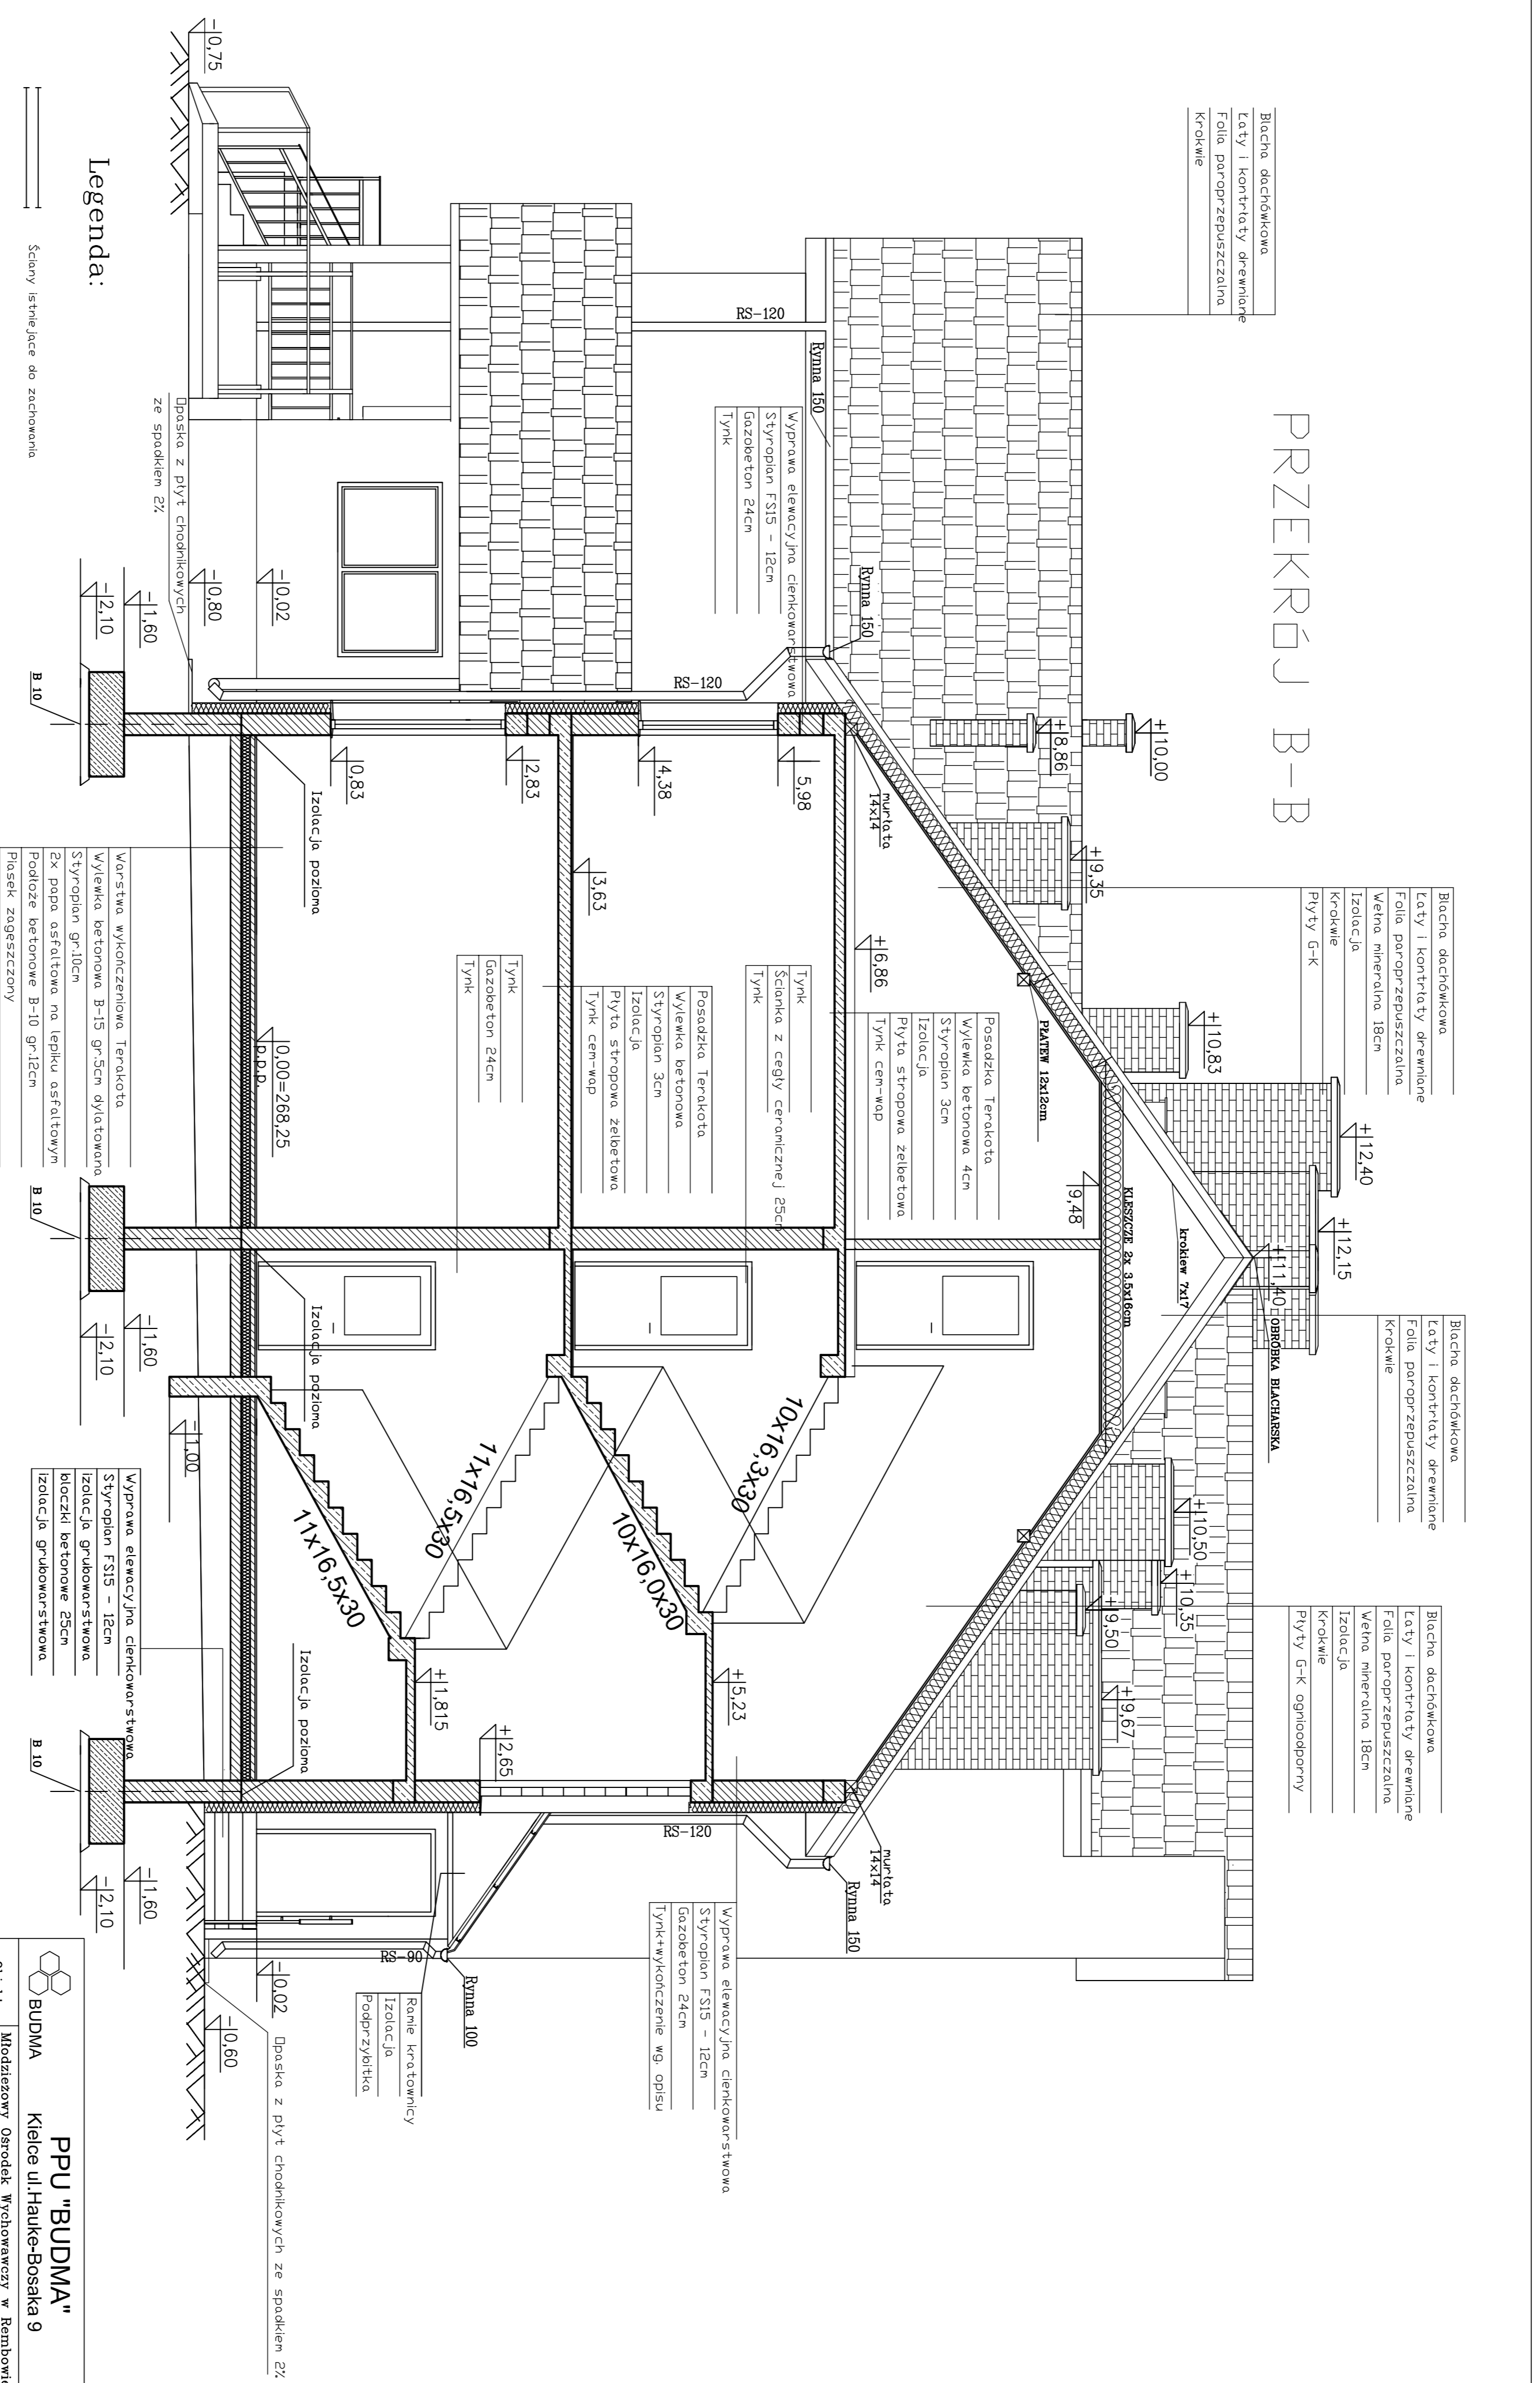 PRZEKRÓJ B-B
Blacha dachówkowa
Łaty i kontrłaty drewniane
Folia paroprzepuszczalna
Krokwie
Blacha dachówkowa
Łaty i kontrłaty drewniane
Folia paroprzepuszczalna
Wełna mineralna 18cm
Izolacja
Krokwie
Płyty G-K
Blacha dachówkowa
Łaty i kontrłaty drewniane
Folia paroprzepuszczalna
Krokwie
Blacha dachówkowa
Łaty i kontrłaty drewniane
Folia paroprzepuszczalna
Wełna mineralna 18cm
Izolacja
Krokwie
Płyty G-K ognioodporny
+12,40
+12,15
+11,40
OBRÓBKA BLACHARSKA
+10,83
+10,00
+8,86
+9,35
+10,50
+10,35
+9,50
+9,67
krokiew 7x17
KLESZCZE 2x 3.5x16cm
9,48
PŁATEW 12x12cm
murłata
14x14
murłata
14x14
Rynna 150
Rynna 150
Rynna 150
RS-120
RS-120
RS-120
+6,86
Posadzka Terakota
Wylewka betonowa 4cm
Styropian 3cm
Izolacja
Płyta stropowa żelbetowa
Tynk cem-wap
Wyprawa elewacyjna cienkowarstwowa
Styropian FS15 - 12cm
Gazobeton 24cm
Tynk
Tynk
Ścianka z cegły ceramicznej 25cm
Tynk
5,98
4,38
3,63
2,83
0,83
10x16,3x30
10x16,0x30
11x16,5x30
11x16,5x30
+5,23
+2,65
+1,815
Posadzka Terakota
Wylewka betonowa
Styropian 3cm
Izolacja
Płyta stropowa żelbetowa
Tynk cem-wap
Tynk
Gazobeton 24cm
Tynk
Wyprawa elewacyjna cienkowarstwowa
Styropian FS15 - 12cm
Gazobeton 24cm
Tynk+wykończenie wg. opisu
Rynna 100
RS-90
Ramie kratownicy
Izolacja
Podprzybitka
Izolacja pozioma
Izolacja pozioma
Izolacja pozioma
0,00=268,25
p.p.p.
-0,75
-0,02
-0,80
-1,60
-2,10
-1,60
-2,10
-1,00
-1,60
-2,10
-0,02
-0,60
Opaska z płyt chodnikowych
ze spadkiem 2%
Opaska z płyt chodnikowych ze spadkiem 2%
B 10
B 10
B 10
Warstwa wykończeniowa Terakota
Wylewka betonowa B-15 gr.5cm dylatowana
Styropian gr.10cm
2x papa asfaltowa na lepiku asfaltowym
Podłoże betonowe B-10 gr.12cm
Piasek zagęszczony
Wyprawa elewacyjna cienkowarstwowa
Styropian FS15 - 12cm
izolacja grubowarstwowa
bloczki betonowe 25cm
izolacja grubowarstwowa
Legenda:
Ściany istniejące do zachowania
BUDMA
PPU "BUDMA"
Kielce ul.Hauke-Bosaka 9
Młodzieżowy Ośrodek Wychowawczy w